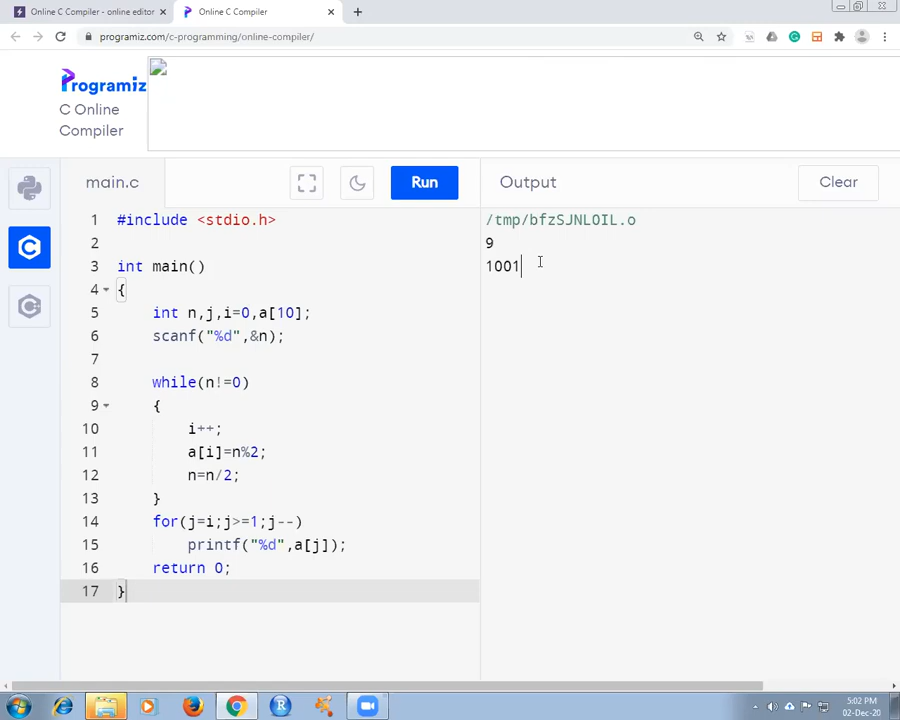 Online C Compiler - online editor
Online C Compiler
programiz.com/c-programming/online-compiler/
Programiz
C Online
Compiler
main.c
Run
Output
Clear
1 #include <stdio.h>
2
3 int main()
4 {
5 int n,j,i=0,a[10];
6 scanf("%d",&n);
7
8 while(n!=0)
9 {
10 i++;
11 a[i]=n%2;
12 n=n/2;
13 }
14 for(j=i;j>=1;j--)
15 printf("%d",a[j]);
16 return 0;
17 }
/tmp/bfzSJNLOIL.o
9
1001
5:02 PM
02-Dec-20